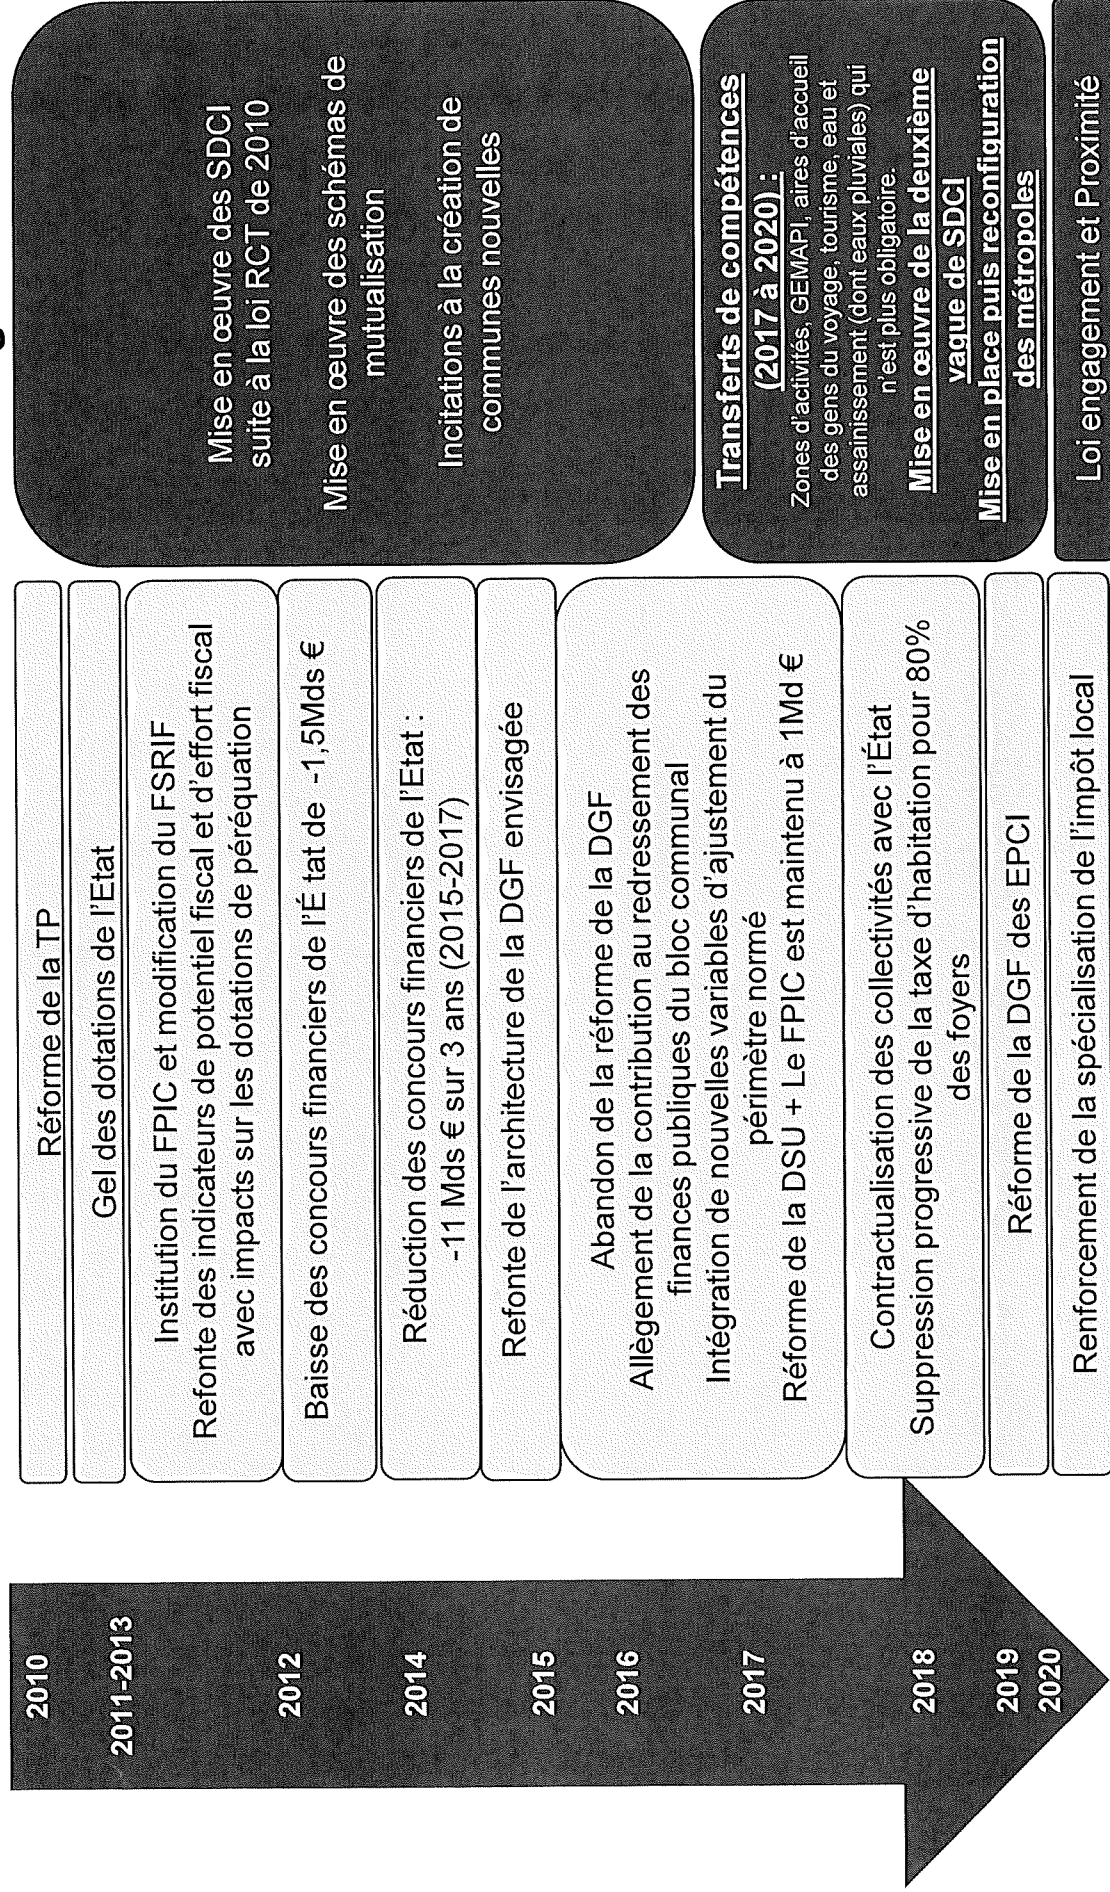 2010
2011-2013
2012
2014
2015
2016
2017
2018
2019
2020
Réforme de la TP
Gel des dotations de l'Etat
Institution du FPIC et modification du FSRIF
Refonte des indicateurs de potentiel fiscal et d'effort fiscal
avec impacts sur les dotations de péréquation
Baisse des concours financiers de l'É tat de -1,5Mds €
Réduction des concours financiers de l'Etat :
-11 Mds € sur 3 ans (2015-2017)
Refonte de l'architecture de la DGF envisagée
Abandon de la réforme de la DGF
Allègement de la contribution au redressement des
finances publiques du bloc communal
Intégration de nouvelles variables d'ajustement du
périmètre normé
Réforme de la DSU + Le FPIC est maintenu à 1Md €
Contractualisation des collectivités avec l'État
Suppression progressive de la taxe d'habitation pour 80%
des foyers
Réforme de la DGF des EPCI
Renforcement de la spécialisation de l'impôt local
Mise en œuvre des SDCI
suite à la loi RCT de 2010
Mise en œuvre des schémas de
mutualisation
Incitations à la création de
communes nouvelles
Transferts de compétences
(2017 à 2020) :
Zones d'activités, GEMAPI, aires d'accueil
des gens du voyage, tourisme, eau et
assainissement (dont eaux pluviales) qui
n'est plus obligatoire.
Mise en œuvre de la deuxième
vague de SDCI
Mise en place puis reconfiguration
des métropoles
Loi engagement et Proximité